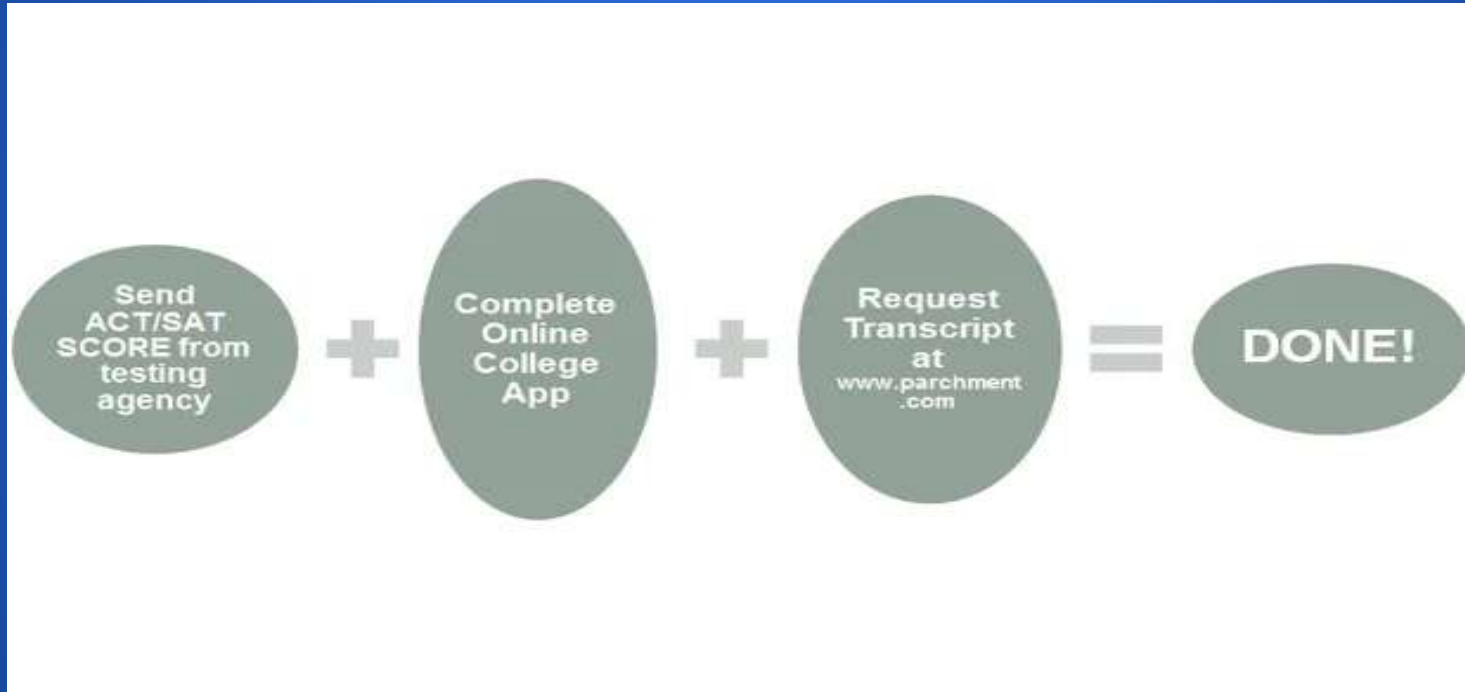 Send
ACT/SAT
SCORE from
testing
agency
Complete
Online
College
App
Request
Transcript
at
www.parchment
.com
DONE!